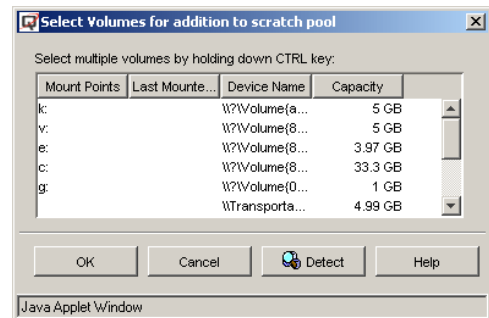 Select Volumes for addition to scratch pool
Select multiple volumes by holding down CTRL key:
Mount Points Last Mounte... Device Name Capacity
k: \\?\Volume{a... 5 GB
v: \\?\Volume{8... 5 GB
e: \\?\Volume{8... 3.97 GB
c: \\?\Volume{8... 33.3 GB
g: \\?\Volume{0... 1 GB
\\Transporta... 4.99 GB
OK Cancel Detect Help
Java Applet Window